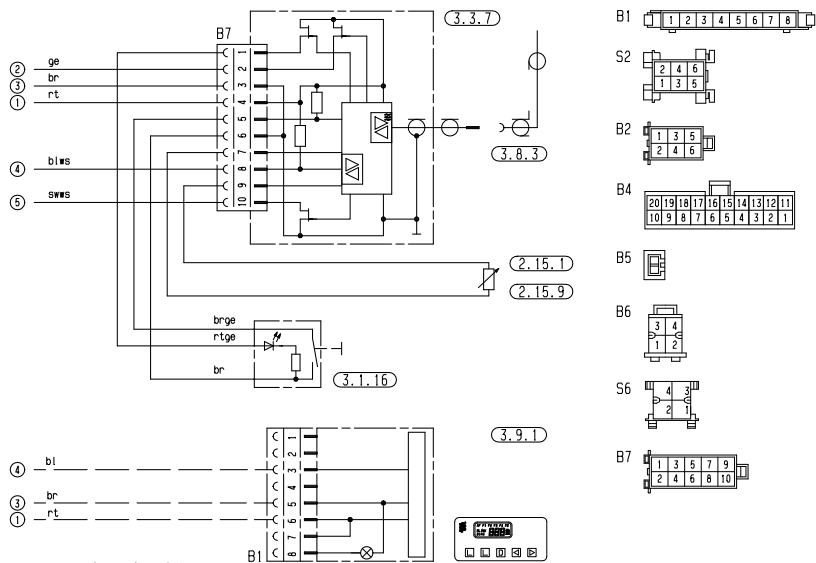 B7
3.3.7
1
2
3
4
5
6
7
8
9
10
② ge
③ br
① rt
④ blws
⑤ swws
3.8.3
2.15.1
2.15.9
brge
rtge
br
3.1.16
3.9.1
1
2
3
4
5
6
7
8
④ bl
③ br
① rt
B1
L L D
B1
1 2 3 4 5 6 7 8
S2
2 4 6
1 3 5
B2
1 3 5
2 4 6
B4
20 19 18 17 16 15 14 13 12 11
10 9 8 7 6 5 4 3 2 1
B5
B6
3 4
1 2
S6
4 3
2 1
B7
1 3 5 7 9
2 4 6 8 10